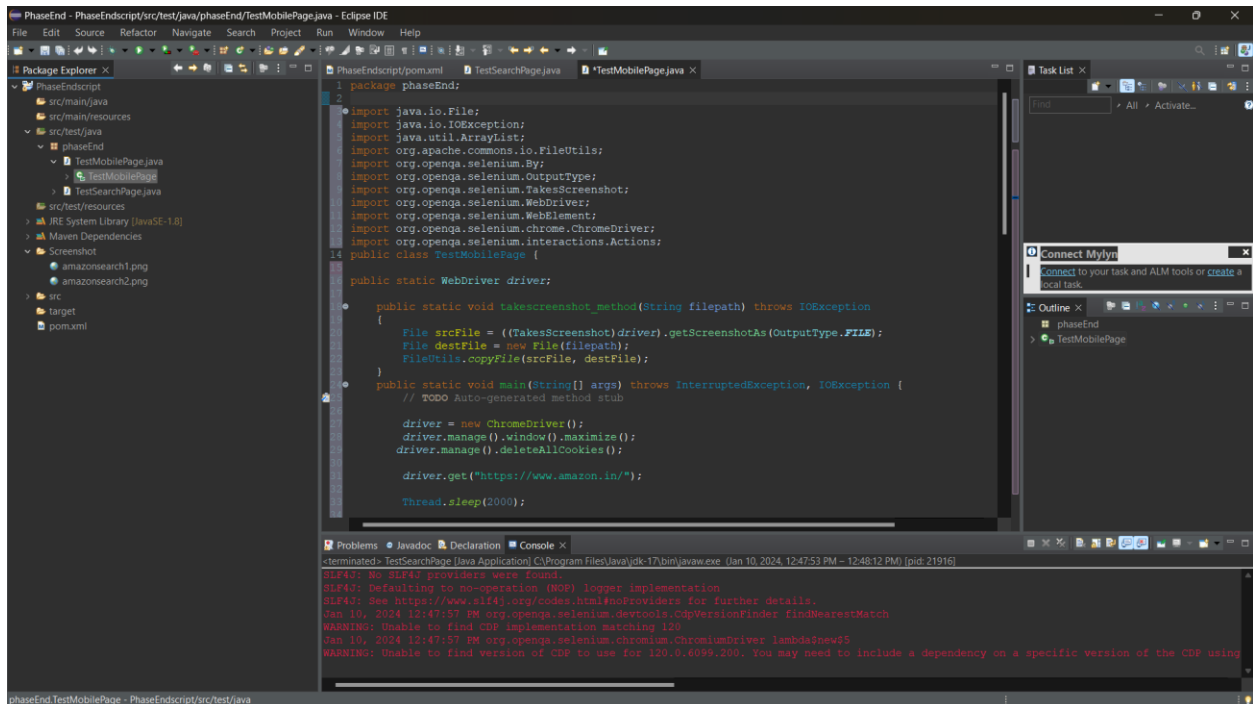 PhaseEnd - PhaseEndscript/src/test/java/phaseEnd/TestMobilePage.java - Eclipse IDE
File Edit Source Refactor Navigate Search Project Run Window Help
Package Explorer
PhaseEndscript
src/main/java
src/main/resources
src/test/java
phaseEnd
TestMobilePage.java
TestMobilePage
TestSearchPage.java
src/test/resources
JRE System Library [JavaSE-1.8]
Maven Dependencies
Screenshot
amazonsearch1.png
amazonsearch2.png
src
target
pom.xml
PhaseEndscript/pom.xml TestSearchPage.java *TestMobilePage.java
1 package phaseEnd;
2
import java.io.File;
import java.io.IOException;
import java.util.ArrayList;
import org.apache.commons.io.FileUtils;
import org.openqa.selenium.By;
import org.openqa.selenium.OutputType;
import org.openqa.selenium.TakesScreenshot;
import org.openqa.selenium.WebDriver;
import org.openqa.selenium.WebElement;
import org.openqa.selenium.chrome.ChromeDriver;
import org.openqa.selenium.interactions.Actions;
14 public class TestMobilePage {
public static WebDriver driver;
public static void takescreenshot_method(String filepath) throws IOException
{
File srcFile = ((TakesScreenshot)driver).getScreenshotAs(OutputType.FILE);
File destFile = new File(filepath);
FileUtils.copyFile(srcFile, destFile);
}
public static void main(String[] args) throws InterruptedException, IOException {
// TODO Auto-generated method stub
driver = new ChromeDriver();
driver.manage().window().maximize();
driver.manage().deleteAllCookies();
driver.get("https://www.amazon.in/");
Thread.sleep(2000);
Task List
Find All Activate...
Connect Mylyn
Connect to your task and ALM tools or create a
local task.
Outline
phaseEnd
TestMobilePage
Problems Javadoc Declaration Console
<terminated> TestSearchPage [Java Application] C:\Program Files\Java\jdk-17\bin\javaw.exe (Jan 10, 2024, 12:47:53 PM – 12:48:12 PM) [pid: 21916]
SLF4J: No SLF4J providers were found.
SLF4J: Defaulting to no-operation (NOP) logger implementation
SLF4J: See https://www.slf4j.org/codes.html#noProviders for further details.
Jan 10, 2024 12:47:57 PM org.openqa.selenium.devtools.CdpVersionFinder findNearestMatch
WARNING: Unable to find CDP implementation matching 120
Jan 10, 2024 12:47:57 PM org.openqa.selenium.chromium.ChromiumDriver lambda$new$5
WARNING: Unable to find version of CDP to use for 120.0.6099.200. You may need to include a dependency on a specific version of the CDP using
phaseEnd.TestMobilePage - PhaseEndscript/src/test/java